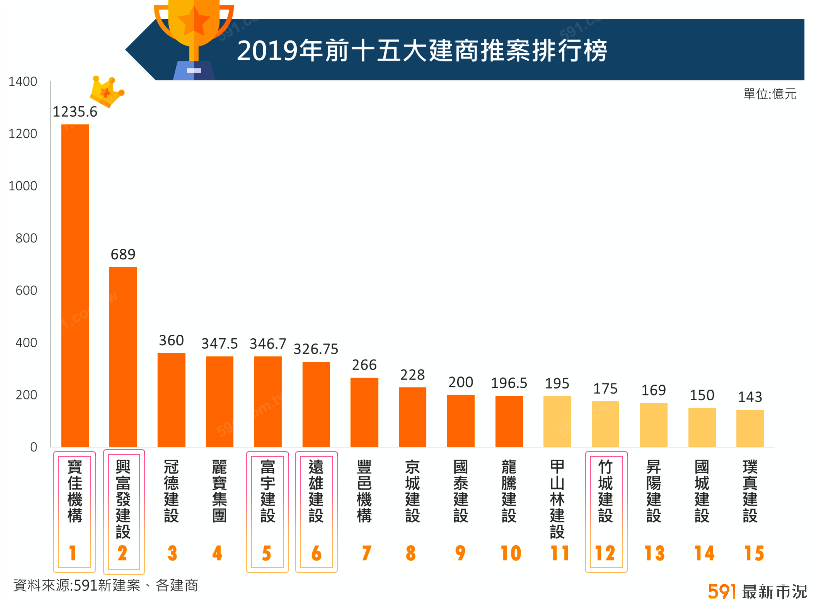 2019年前十五大建商推案排行榜
單位:億元
1400
1200
1000
800
600
400
200
0
1235.6
689
360
347.5
346.7
326.75
266
228
200
196.5
195
175
169
150
143
寶佳機構
興富發建設
冠德建設
麗寶集團
富宇建設
遠雄建設
豐邑機構
京城建設
國泰建設
龍騰建設
甲山林建設
竹城建設
昇陽建設
國城建設
璞真建設
1 2 3 4 5 6 7 8 9 10 11 12 13 14 15
資料來源:591新建案、各建商
591 最新市況
591.com.tw